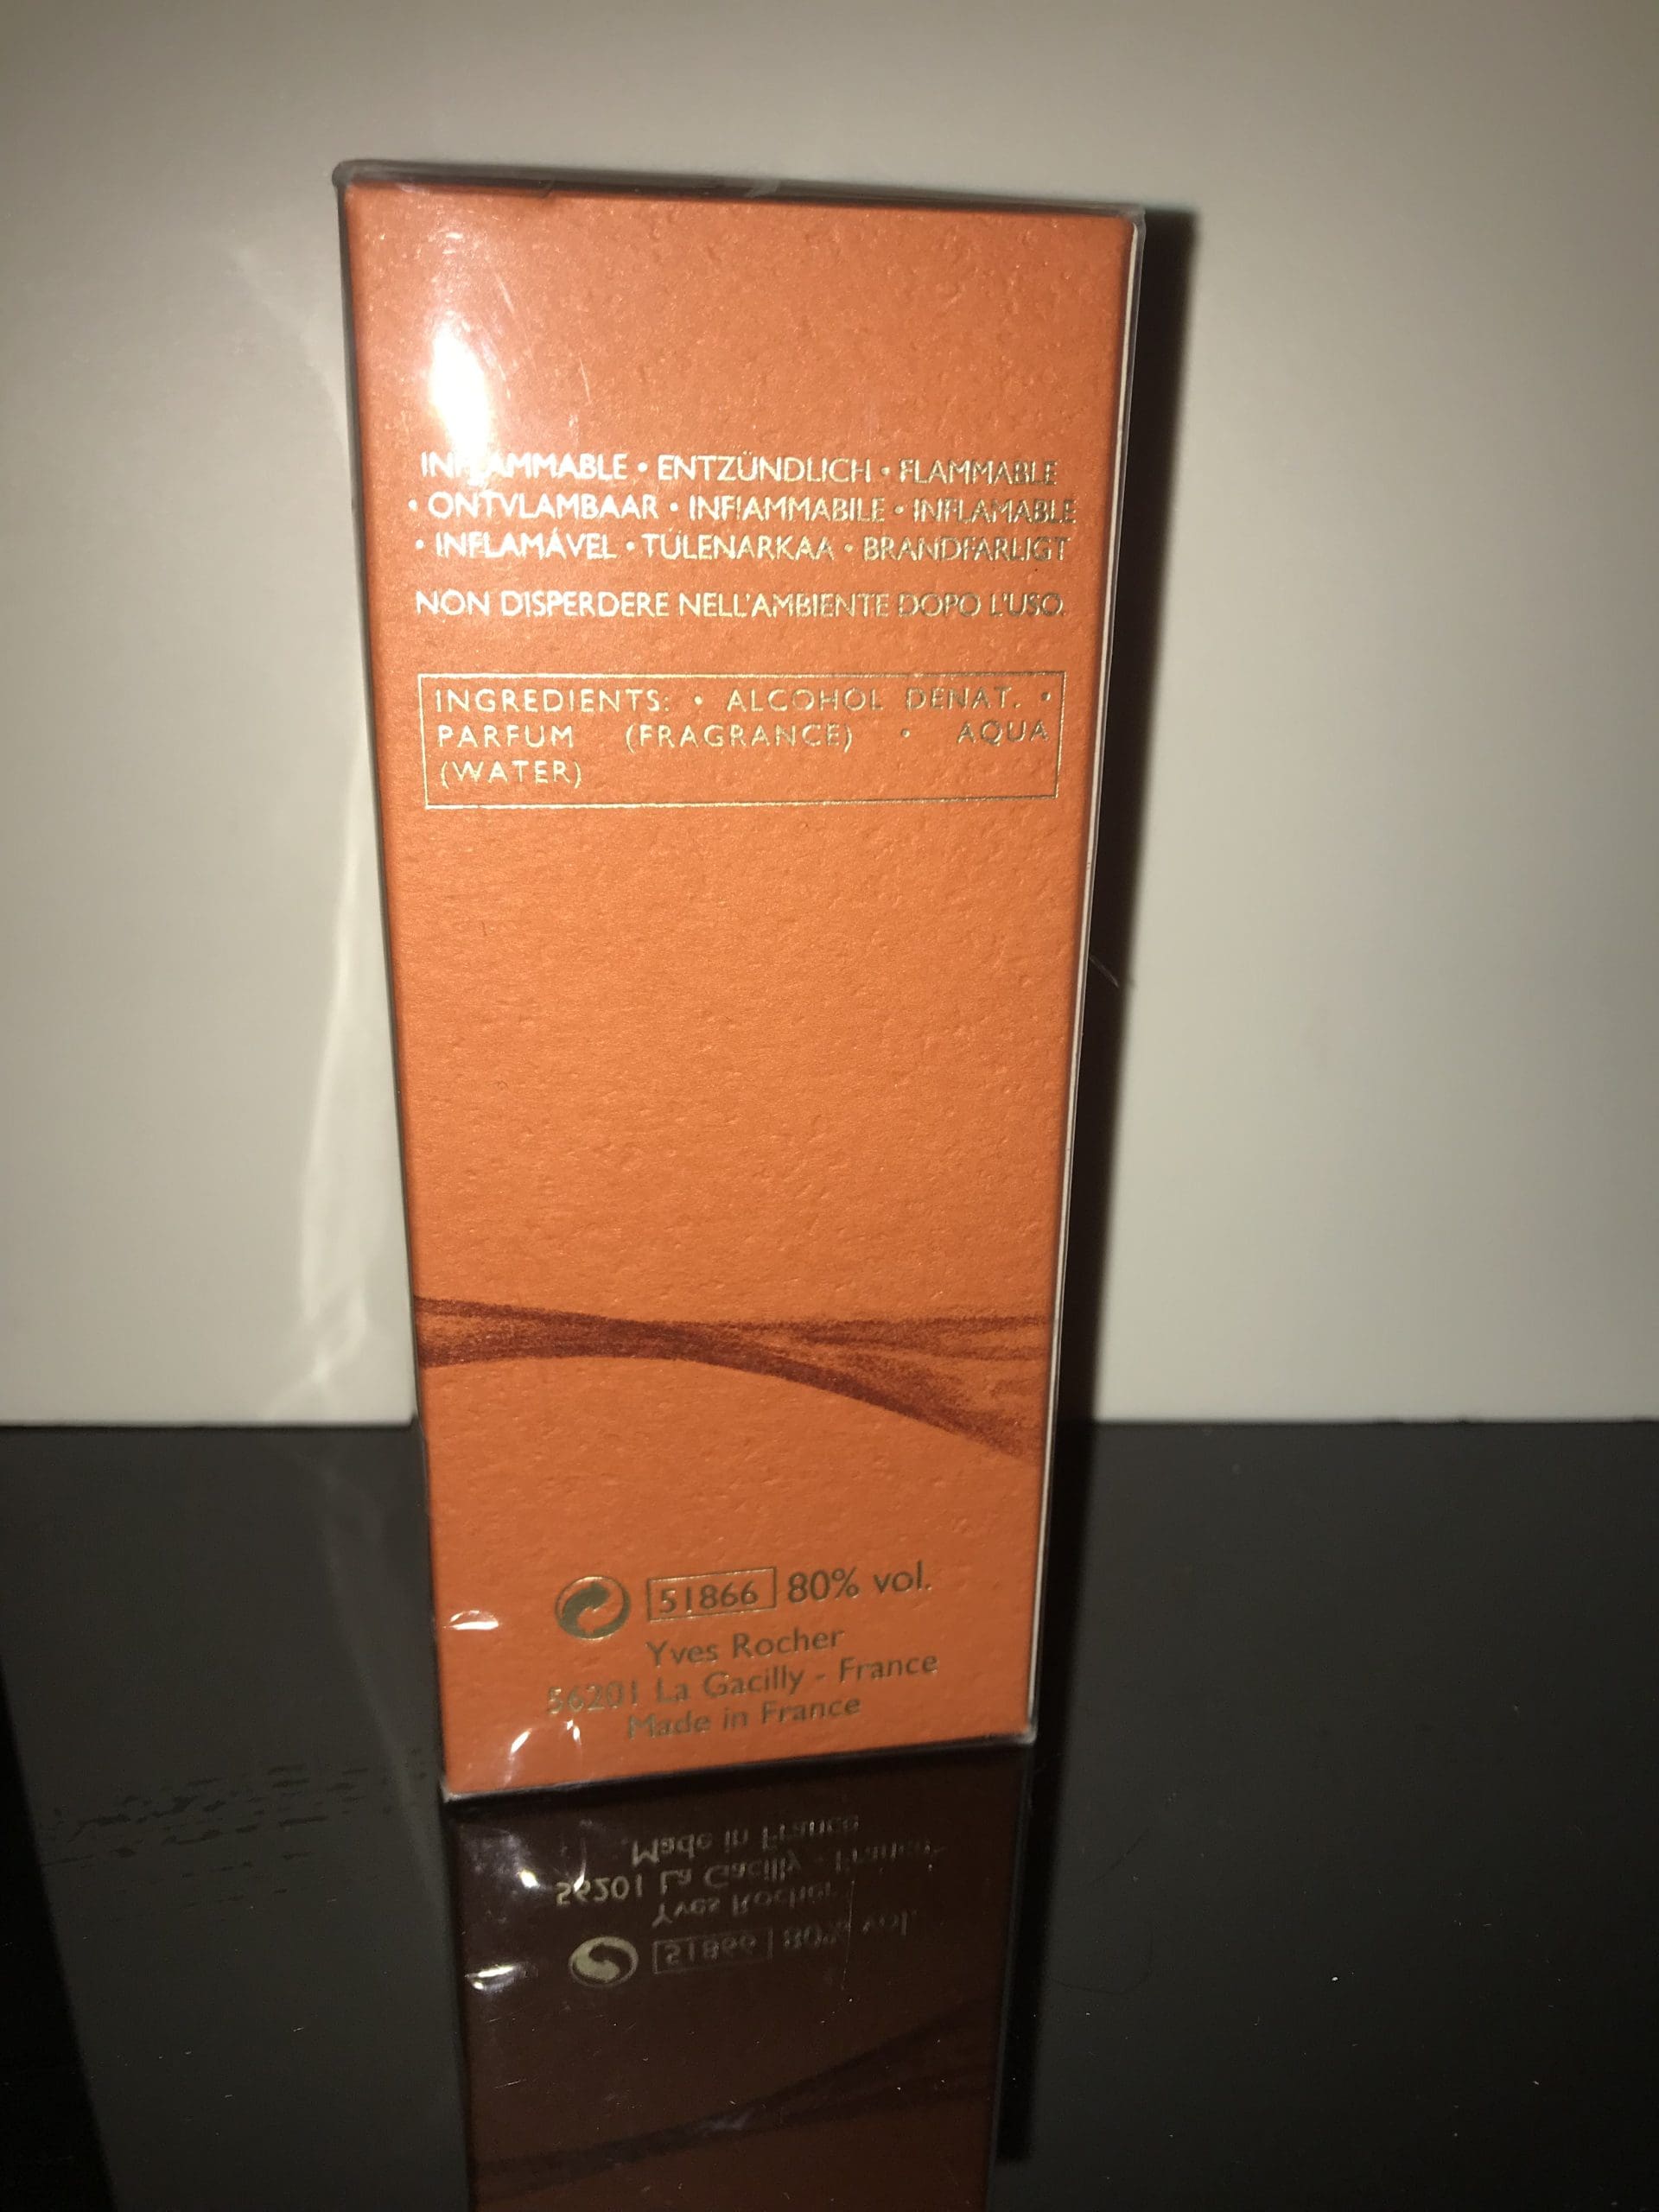 INFLAMMABLE • ENTZÜNDLICH • FLAMMABLE
• ONTVLAMBAAR • INFIAMMABILE • INFLAMABLE
• INFLAMÁVEL • TULENARKAA • BRANDFARLIGT
NON DISPERDERE NELL'AMBIENTE DOPO L'USO.
INGREDIENTS: • ALCOHOL DENAT. •
PARFUM (FRAGRANCE) • AQUA
(WATER)
51866 80% vol.
Yves Rocher
56201 La Gacilly - France
Made in France